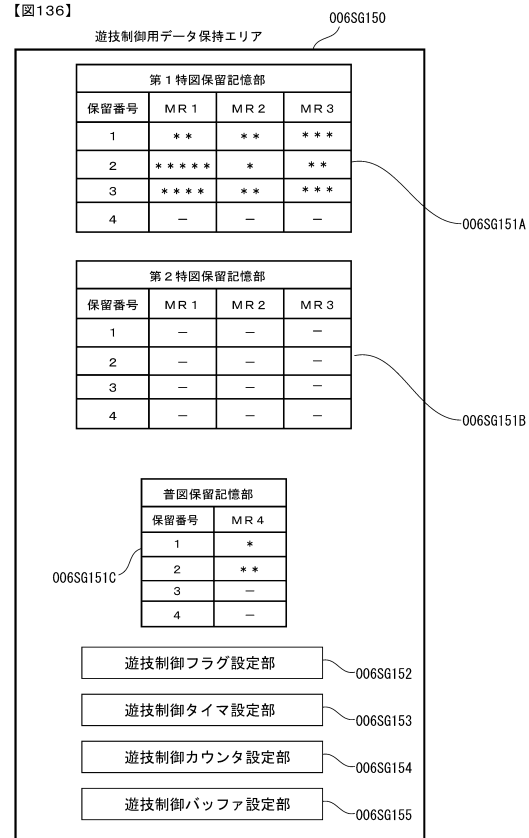 【図136】
006SG150
遊技制御用データ保持エリア
第1特図保留記憶部
保留番号 MR1 MR2 MR3
1 ** ** ***
2 ***** * **
3 **** ** ***
4 － － －
006SG151A
第2特図保留記憶部
保留番号 MR1 MR2 MR3
1 － － －
2 － － －
3 － － －
4 － － －
006SG151B
普図保留記憶部
保留番号 MR4
1 *
2 **
3 －
4 －
006SG151C
遊技制御フラグ設定部
006SG152
遊技制御タイマ設定部
006SG153
遊技制御カウンタ設定部
006SG154
遊技制御バッファ設定部
006SG155